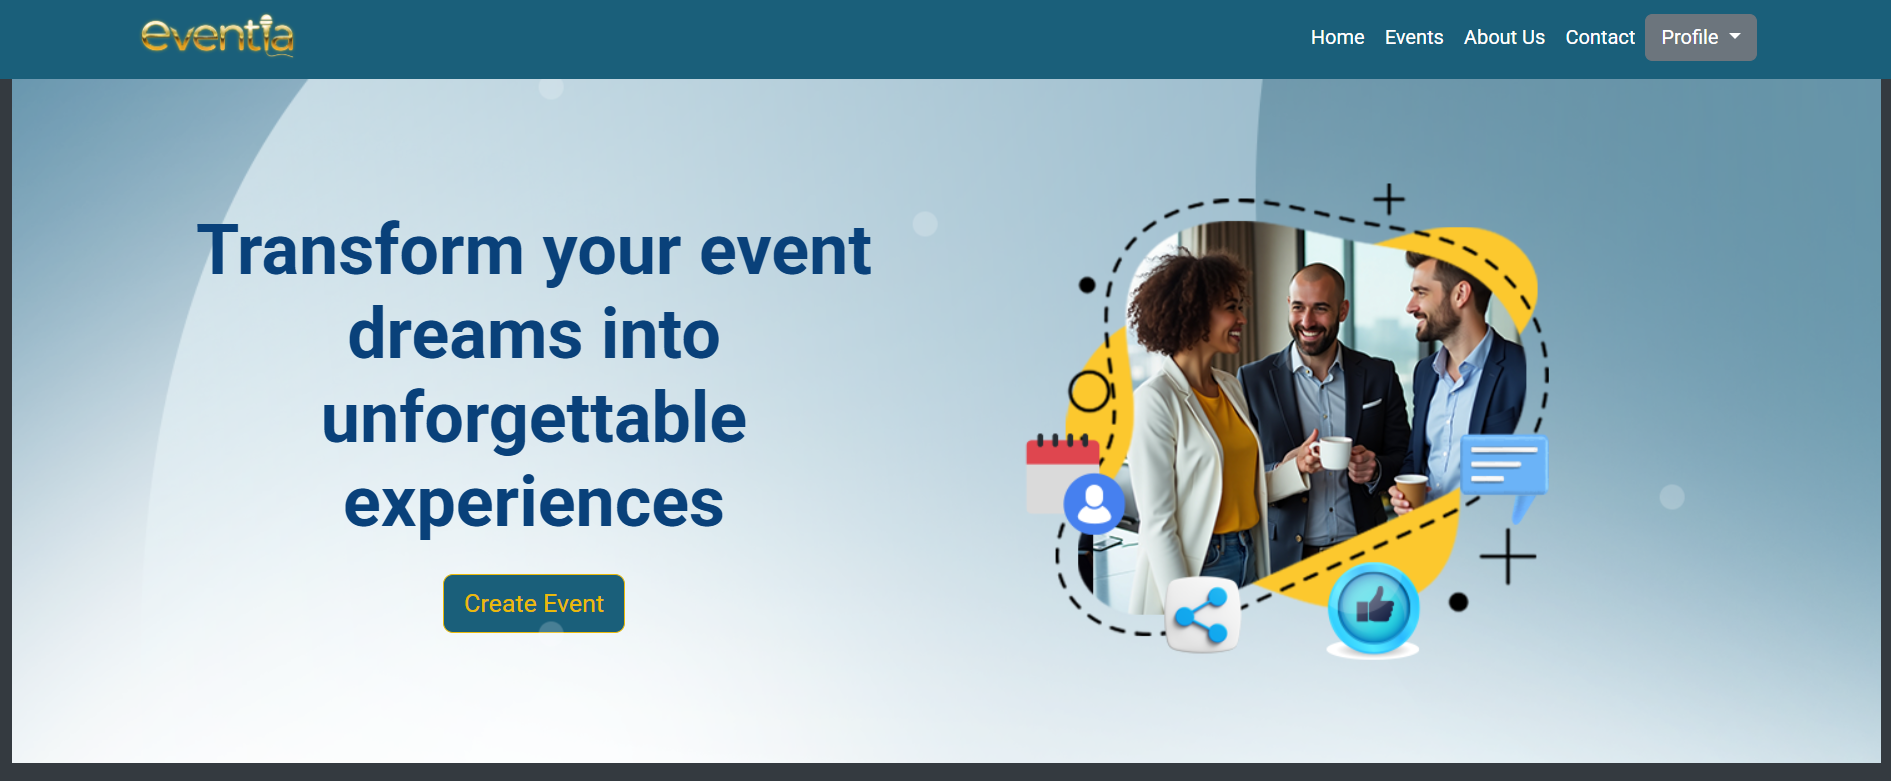 eventia
Home Events About Us Contact Profile
Transform your event
dreams into
unforgettable
experiences
Create Event